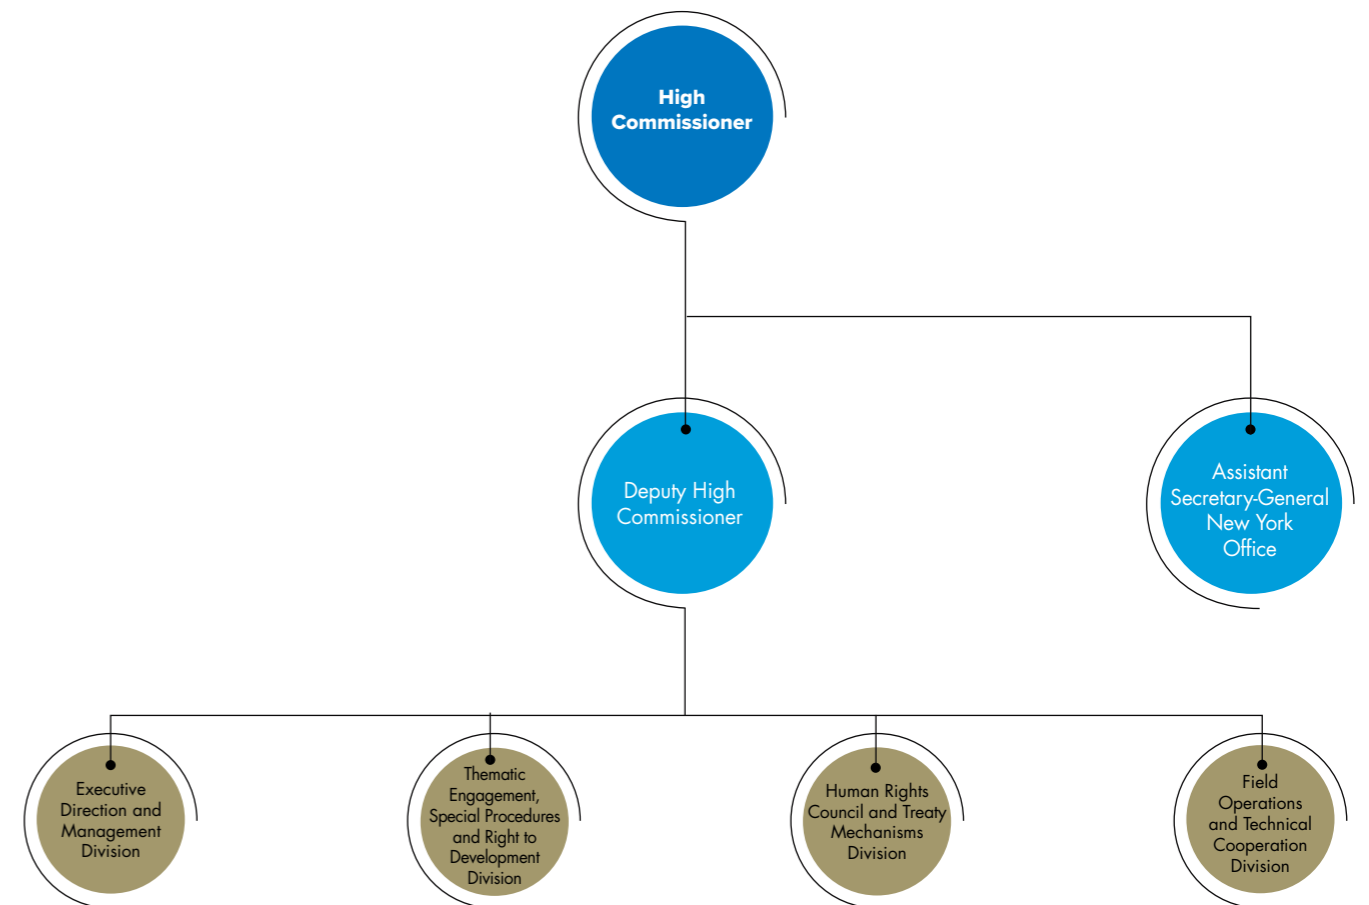 High
Commissioner
Deputy High
Commissioner
Assistant
Secretary-General
New York
Office
Executive
Direction and
Management
Division
Thematic
Engagement,
Special Procedures
and Right to
Development
Division
Human Rights
Council and Treaty
Mechanisms
Division
Field
Operations
and Technical
Cooperation
Division